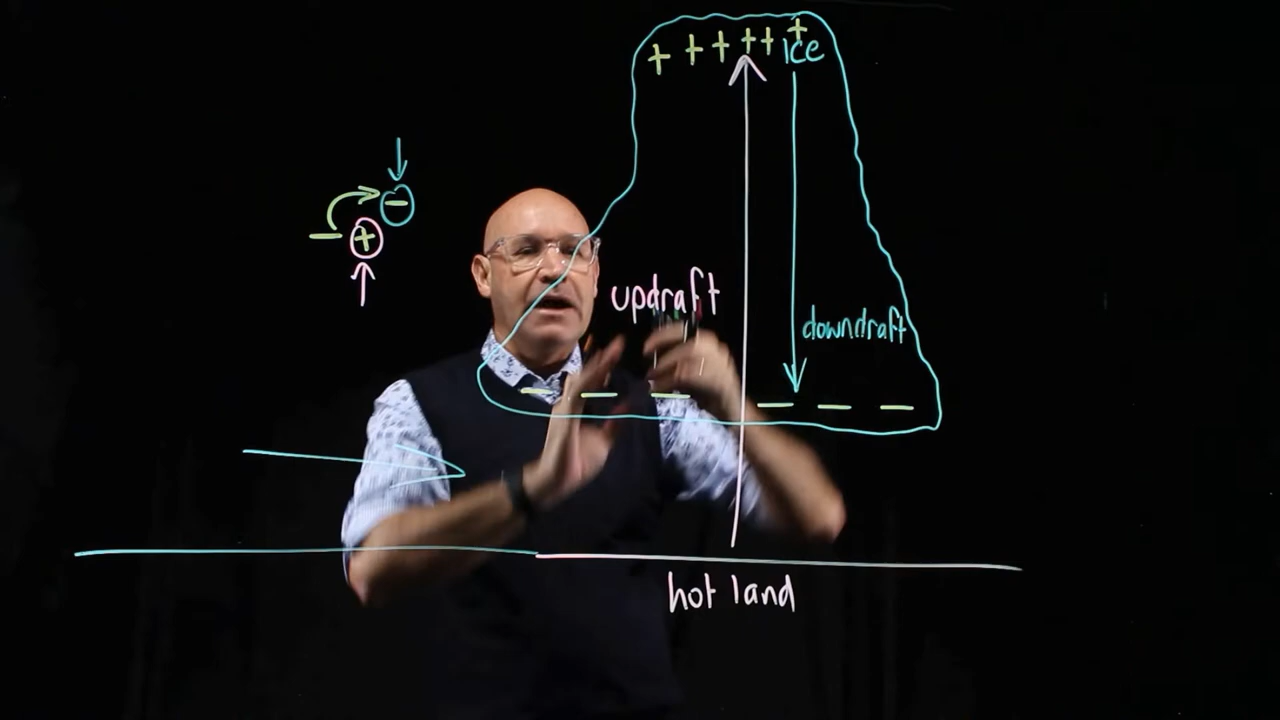 + + + + + +
Ice
- +
-
updraft
downdraft
- - - - - -
hot land